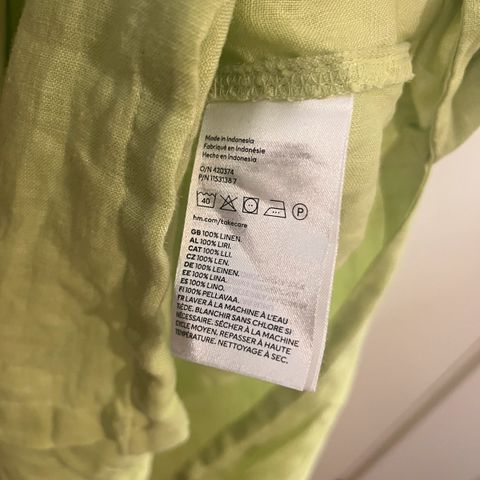 Made in Indonesia
Fabriqué en Indonésie
Hecho en Indonesia
O/N 420374
P/N 1153138 7
40 P
hm.com/takecare
GB 100% LINEN.
AL 100% LIRI.
CAT 100% LLI.
CZ 100% LEN.
DE 100% LEINEN.
EE 100% LINA.
ES 100% LINO.
FI 100% PELLAVAA.
FR LAVER À LA MACHINE À L'EAU
TIÈDE. BLANCHIR SANS CHLORE SI
NÉCESSAIRE. SÉCHER À LA MACHINE
CYCLE MOYEN. REPASSER À HAUTE
TEMPÉRATURE. NETTOYAGE À SEC.